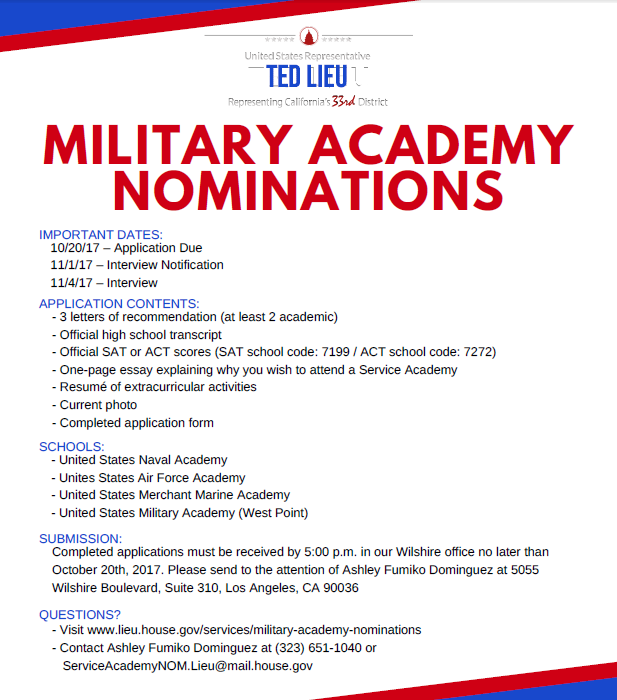 United States Representative
TED LIEU
Representing California's 33rd District
MILITARY ACADEMY
NOMINATIONS
IMPORTANT DATES:
10/20/17 – Application Due
11/1/17 – Interview Notification
11/4/17 – Interview
APPLICATION CONTENTS:
- 3 letters of recommendation (at least 2 academic)
- Official high school transcript
- Official SAT or ACT scores (SAT school code: 7199 / ACT school code: 7272)
- One-page essay explaining why you wish to attend a Service Academy
- Resumé of extracurricular activities
- Current photo
- Completed application form
SCHOOLS:
- United States Naval Academy
- Unites States Air Force Academy
- United States Merchant Marine Academy
- United States Military Academy (West Point)
SUBMISSION:
Completed applications must be received by 5:00 p.m. in our Wilshire office no later than
October 20th, 2017. Please send to the attention of Ashley Fumiko Dominguez at 5055
Wilshire Boulevard, Suite 310, Los Angeles, CA 90036
QUESTIONS?
- Visit www.lieu.house.gov/services/military-academy-nominations
- Contact Ashley Fumiko Dominguez at (323) 651-1040 or
ServiceAcademyNOM.Lieu@mail.house.gov